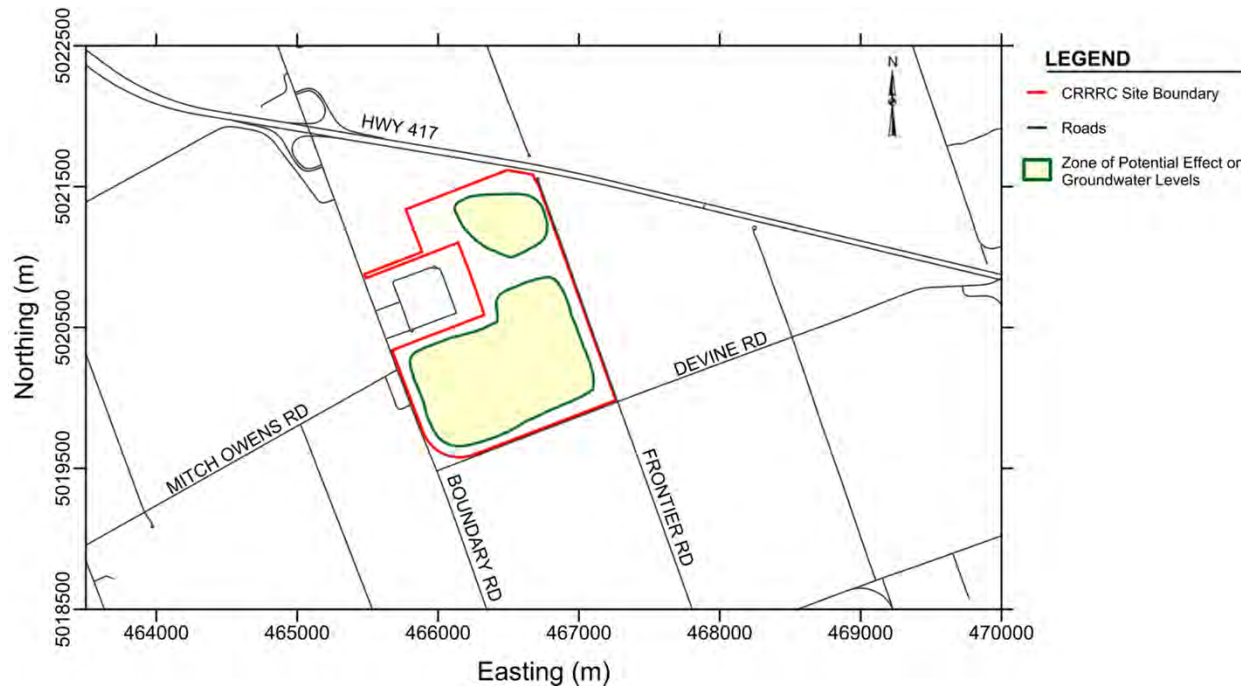 5022500
5021500
5020500
5019500
5018500
Northing (m)
464000 465000 466000 467000 468000 469000 470000
Easting (m)
HWY 417
N
DEVINE RD
MITCH OWENS RD
BOUNDARY RD
FRONTIER RD
LEGEND
CRRRC Site Boundary
Roads
Zone of Potential Effect on
Groundwater Levels